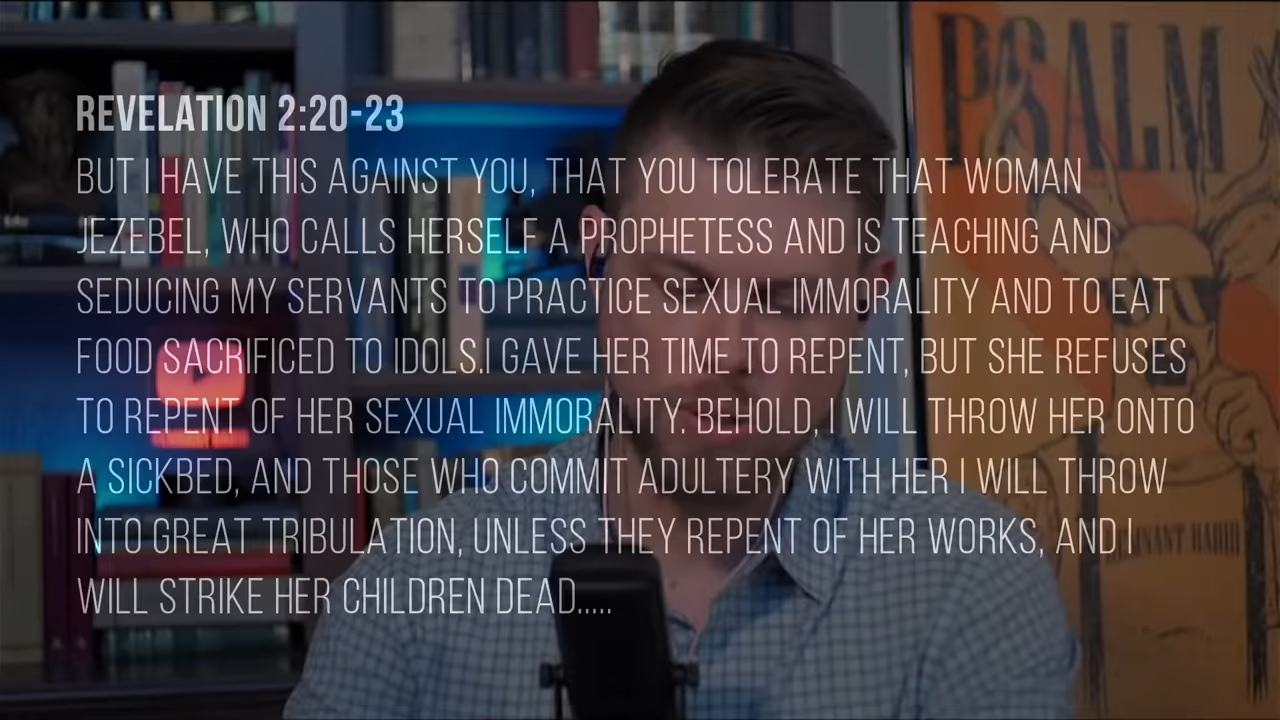 PSALM
REVELATION 2:20-23
BUT I HAVE THIS AGAINST YOU, THAT YOU TOLERATE THAT WOMAN
JEZEBEL, WHO CALLS HERSELF A PROPHETESS AND IS TEACHING AND
SEDUCING MY SERVANTS TO PRACTICE SEXUAL IMMORALITY AND TO EAT
FOOD SACRIFICED TO IDOLS.I GAVE HER TIME TO REPENT, BUT SHE REFUSES
TO REPENT OF HER SEXUAL IMMORALITY. BEHOLD, I WILL THROW HER ONTO
A SICKBED, AND THOSE WHO COMMIT ADULTERY WITH HER I WILL THROW
INTO GREAT TRIBULATION, UNLESS THEY REPENT OF HER WORKS, AND I
WILL STRIKE HER CHILDREN DEAD.....